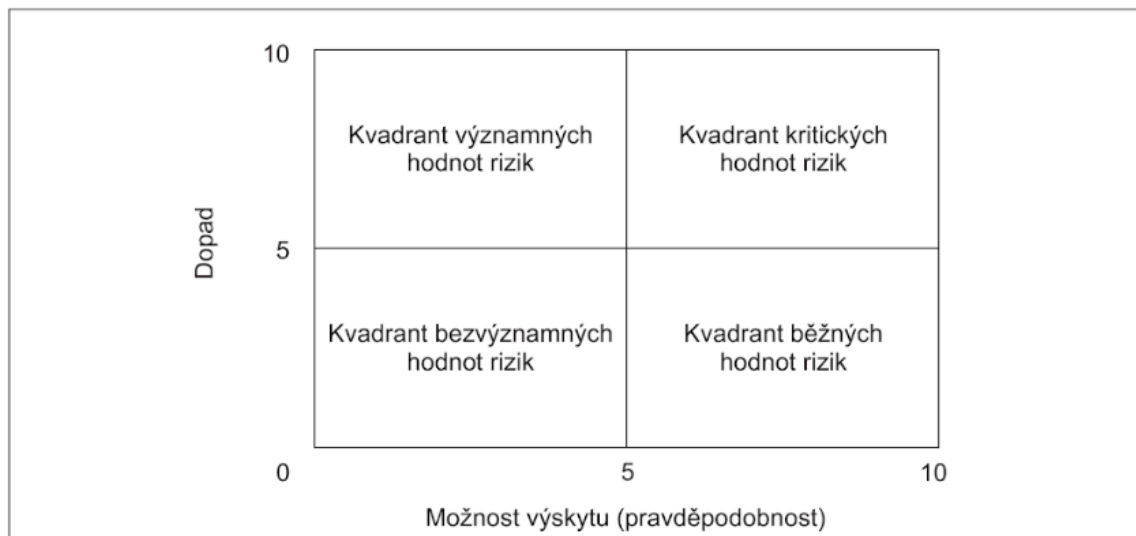 10
Kvadrant významných
hodnot rizik
Kvadrant kritických
hodnot rizik
Dopad
5
Kvadrant bezvýznamných
hodnot rizik
Kvadrant běžných
hodnot rizik
0
5
10
Možnost výskytu (pravděpodobnost)